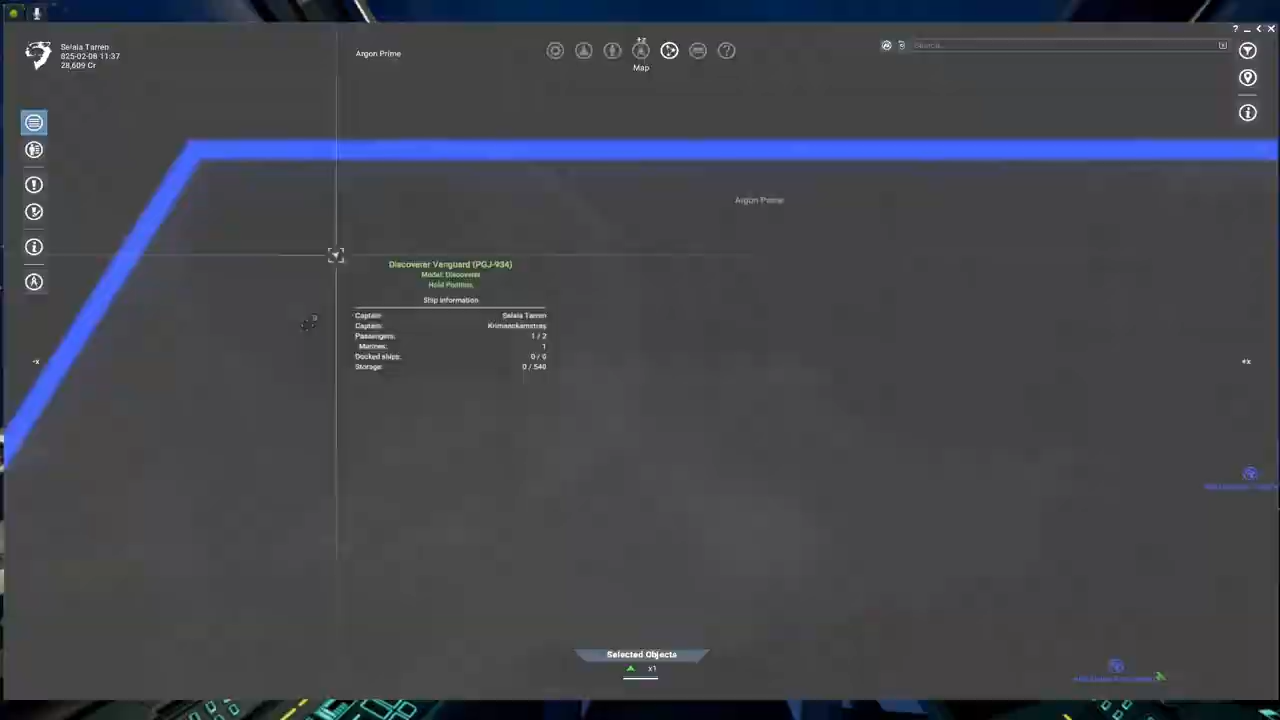 Selaia Tarren
825-02-08 11:37
28,609 Cr
Argon Prime
+z
Map
Search...
Argon Prime
Discoverer Vanguard (PGJ-934)
Model: Discoverer
Hold Position
Ship Information
Captain: Selaia Tarren
Captain:
Passengers: 1 / 2
Marines: 1
Docked ships: 0 / 0
Storage: 0 / 540
-x
+x
Selected Objects
x1